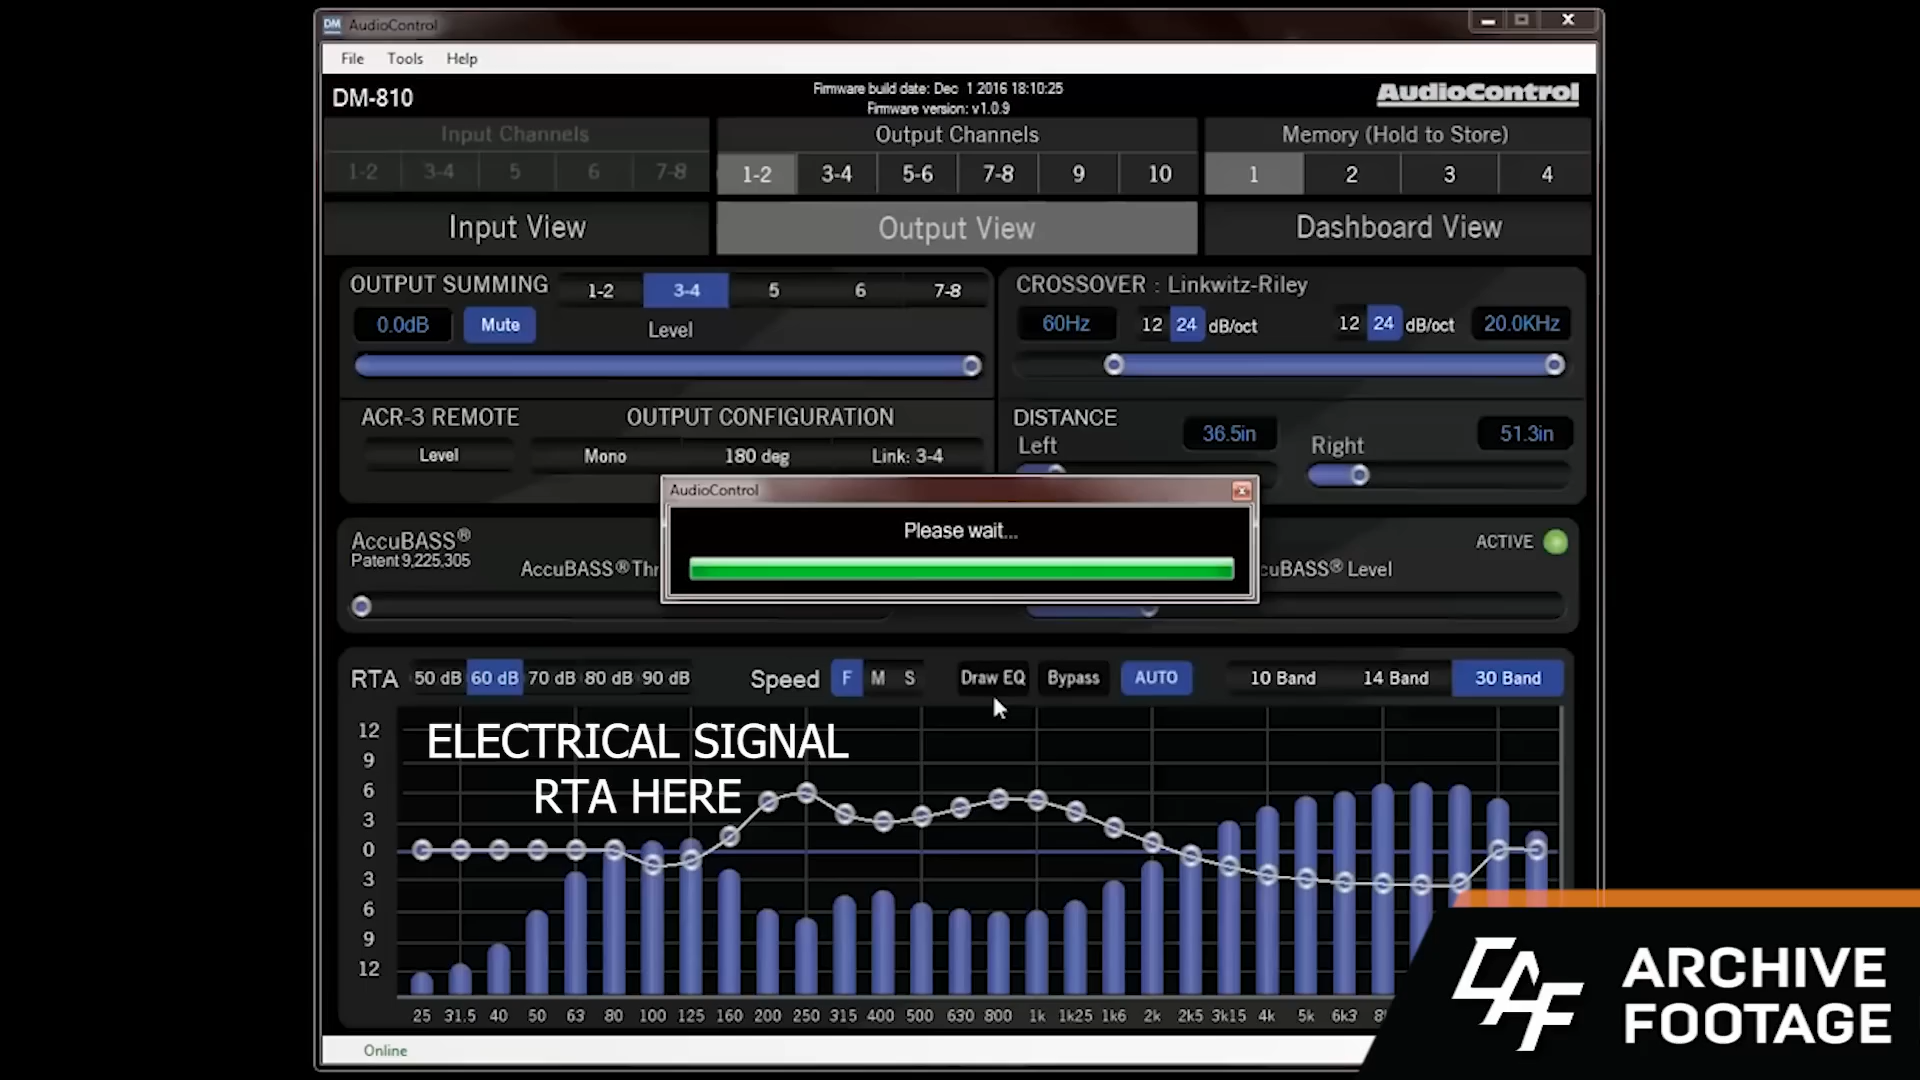 DM AudioControl
File Tools Help
DM-810
Firmware build date: Dec 1 2016 18:10:25
Firmware version: v1.0.9
AudioControl
Input Channels
Output Channels
Memory (Hold to Store)
1-2 3-4 5 6 7-8
1-2 3-4 5-6 7-8 9 10
1 2 3 4
Input View
Output View
Dashboard View
OUTPUT SUMMING 1-2 3-4 5 6 7-8
0.0dB Mute Level
CROSSOVER : Linkwitz-Riley
60Hz 12 24 dB/oct 12 24 dB/oct 20.0KHz
ACR-3 REMOTE
Level
OUTPUT CONFIGURATION
Mono 180 deg Link: 3-4
DISTANCE
Left 36.5in Right 51.3in
AudioControl
Please wait...
AccuBASS®
Patent 9,225,305
AccuBASS® Thr
cuBASS® Level
ACTIVE
RTA 50 dB 60 dB 70 dB 80 dB 90 dB Speed F M S Draw EQ Bypass AUTO 10 Band 14 Band 30 Band
ELECTRICAL SIGNAL
RTA HERE
12
9
6
3
0
3
6
9
12
25 31.5 40 50 63 80 100 125 160 200 250 315 400 500 630 800 1k 1k25 1k6 2k 2k5 3k15 4k 5k 6k3
Online
CAF
ARCHIVE
FOOTAGE